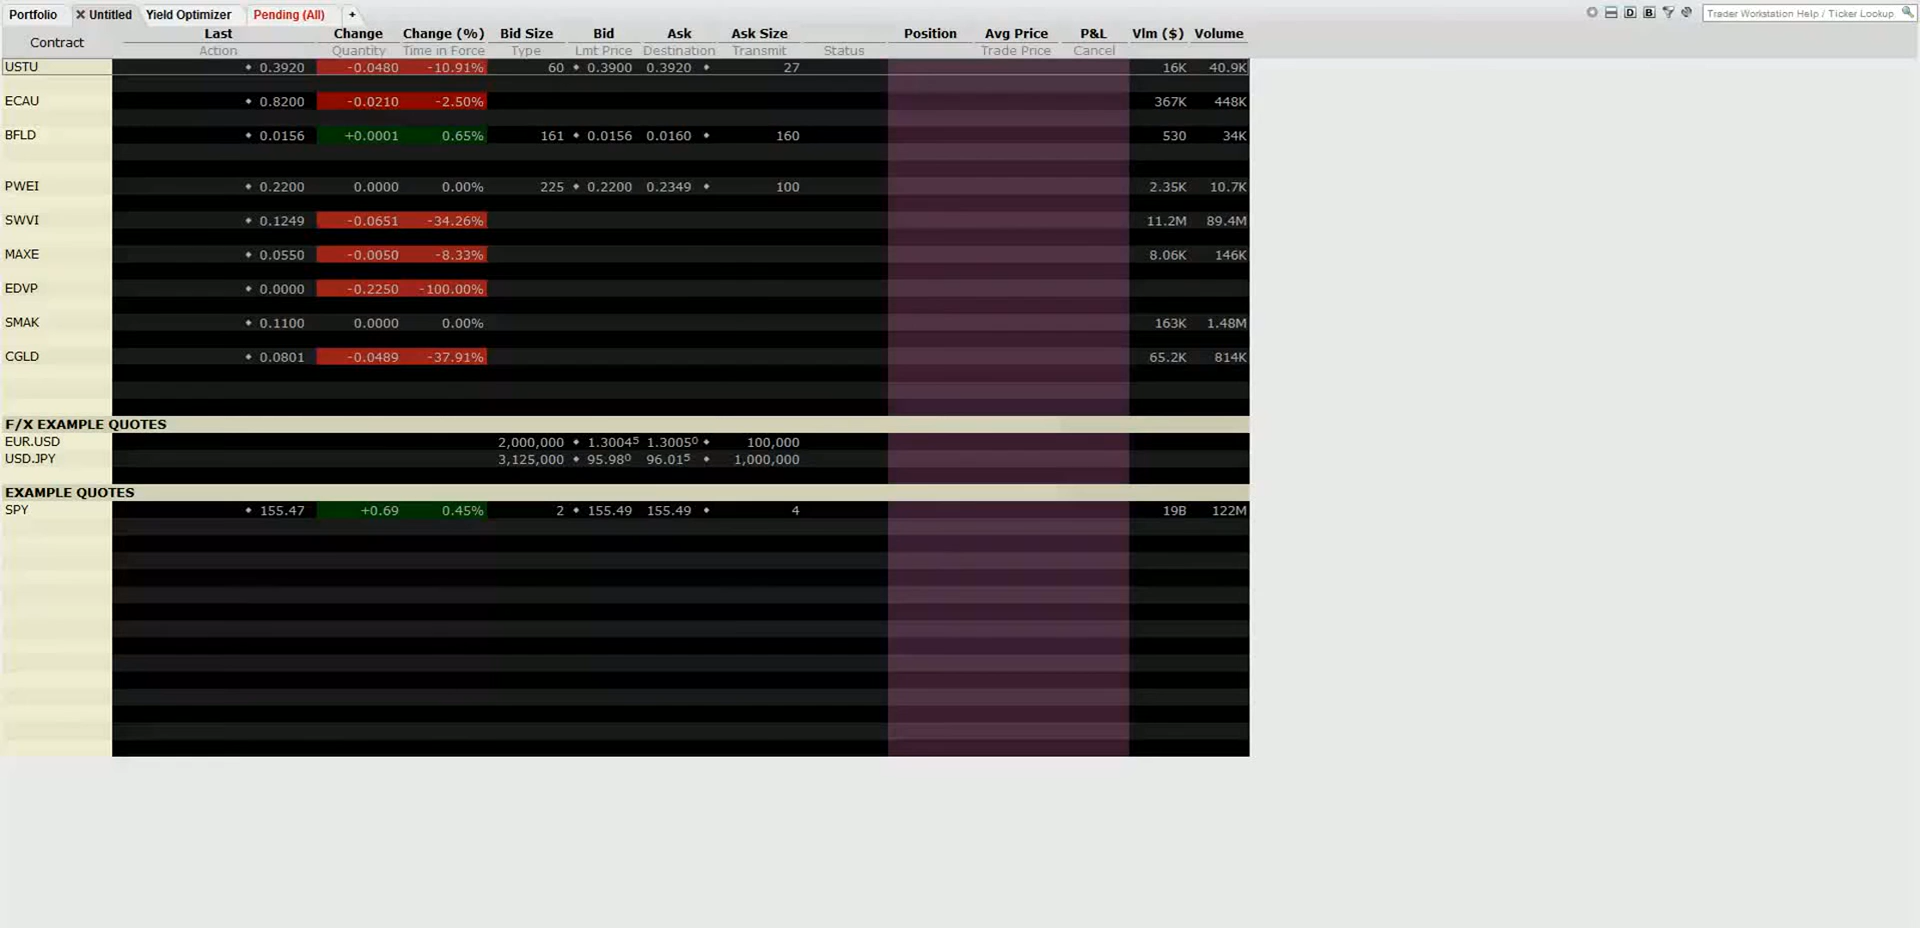 Portfolio ✕ Untitled Yield Optimizer Pending (All) + D B Trader Workstation Help / Ticker Lookup
Contract Last Change Change (%) Bid Size Bid Ask Ask Size Position Avg Price P&L Vlm ($) Volume
Action Quantity Time in Force Type Lmt Price Destination Transmit Status Trade Price Cancel
USTU 0.3920 -0.0480 -10.91% 60 0.3900 0.3920 27 16K 40.9K
ECAU 0.8200 -0.0210 -2.50% 367K 448K
BFLD 0.0156 +0.0001 0.65% 161 0.0156 0.0160 160 530 34K
PWEI 0.2200 0.0000 0.00% 225 0.2200 0.2349 100 2.35K 10.7K
SWVI 0.1249 -0.0651 -34.26% 11.2M 89.4M
MAXE 0.0550 -0.0050 -8.33% 8.06K 146K
EDVP 0.0000 -0.2250 -100.00%
SMAK 0.1100 0.0000 0.00% 163K 1.48M
CGLD 0.0801 -0.0489 -37.91% 65.2K 814K
F/X EXAMPLE QUOTES
EUR.USD 2,000,000 1.3004⁵ 1.3005⁰ 100,000
USD.JPY 3,125,000 95.98⁰ 96.01⁵ 1,000,000
EXAMPLE QUOTES
SPY 155.47 +0.69 0.45% 2 155.49 155.49 4 19B 122M